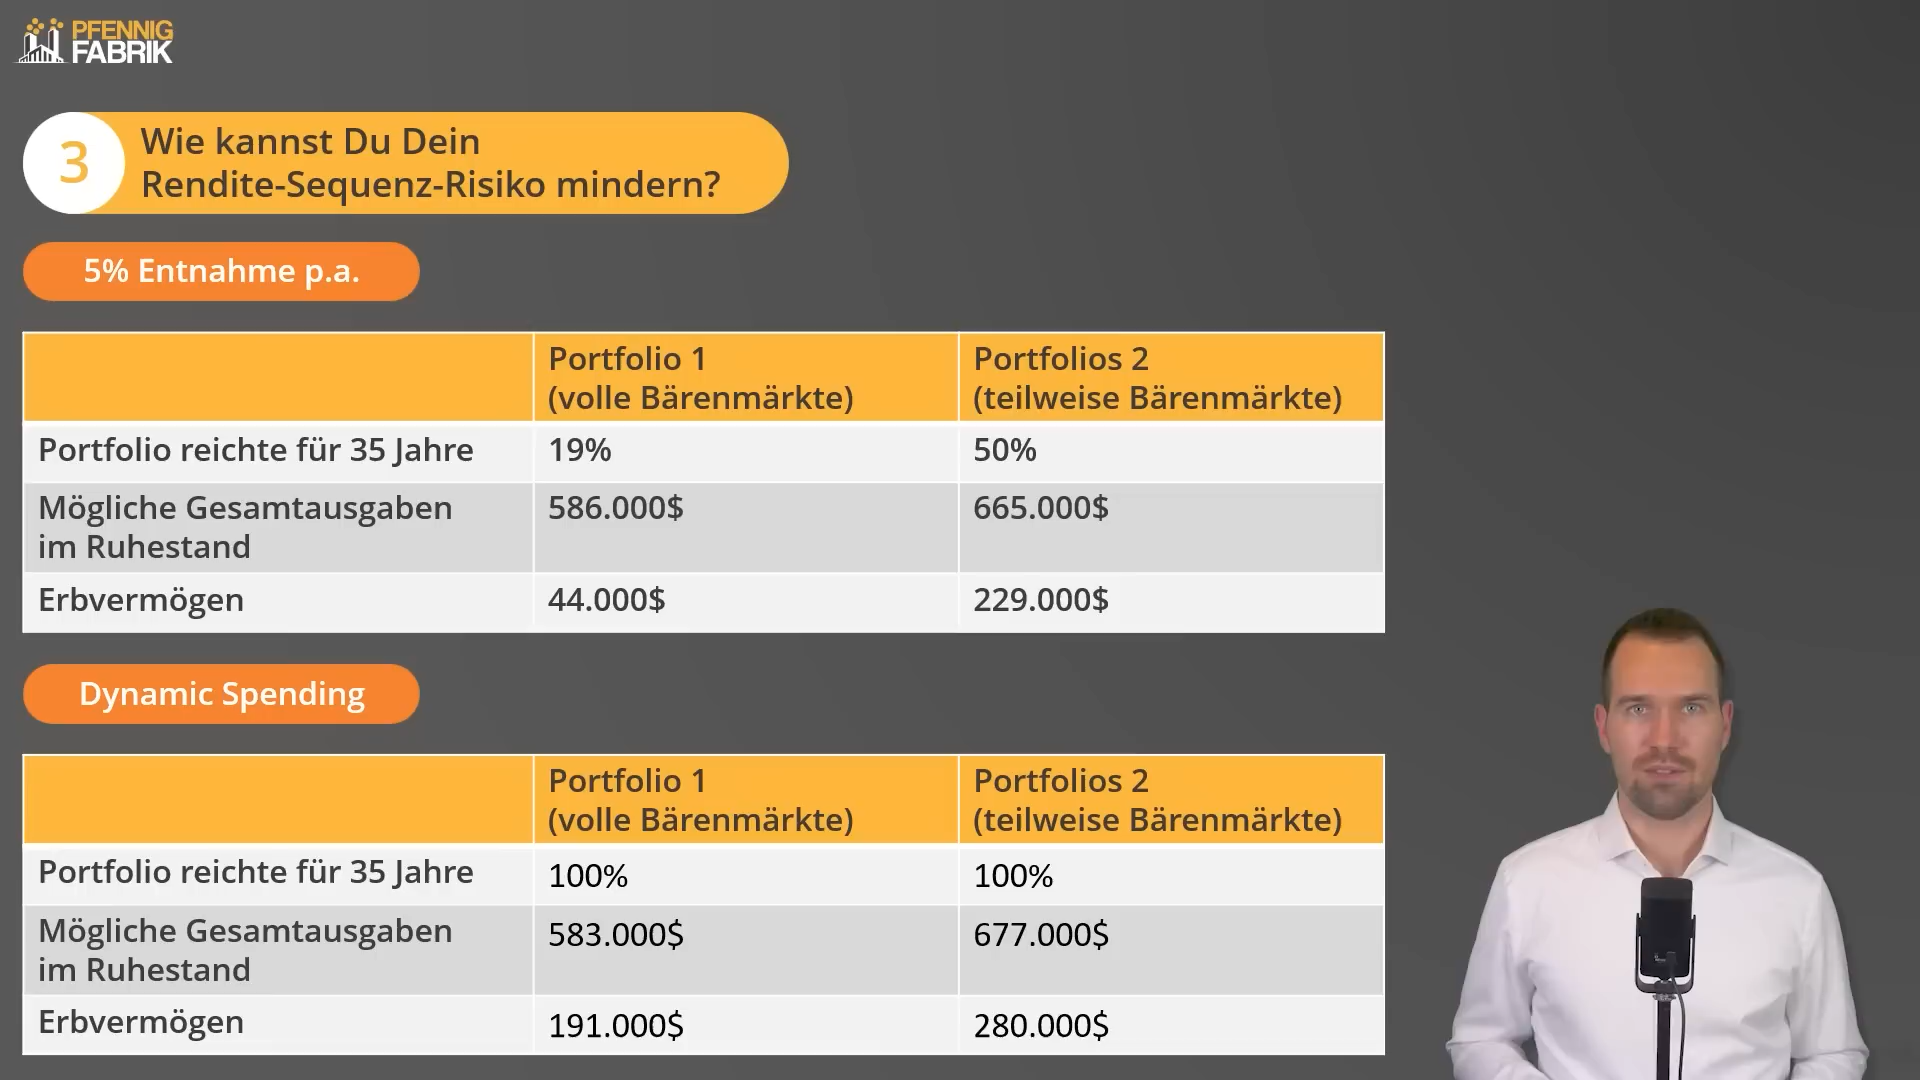 PFENNIG
FABRIK
3
Wie kannst Du Dein
Rendite-Sequenz-Risiko mindern?
5% Entnahme p.a.
Portfolio 1
(volle Bärenmärkte)
Portfolios 2
(teilweise Bärenmärkte)
Portfolio reichte für 35 Jahre
19%
50%
Mögliche Gesamtausgaben
im Ruhestand
586.000$
665.000$
Erbvermögen
44.000$
229.000$
Dynamic Spending
Portfolio 1
(volle Bärenmärkte)
Portfolios 2
(teilweise Bärenmärkte)
Portfolio reichte für 35 Jahre
100%
100%
Mögliche Gesamtausgaben
im Ruhestand
583.000$
677.000$
Erbvermögen
191.000$
280.000$